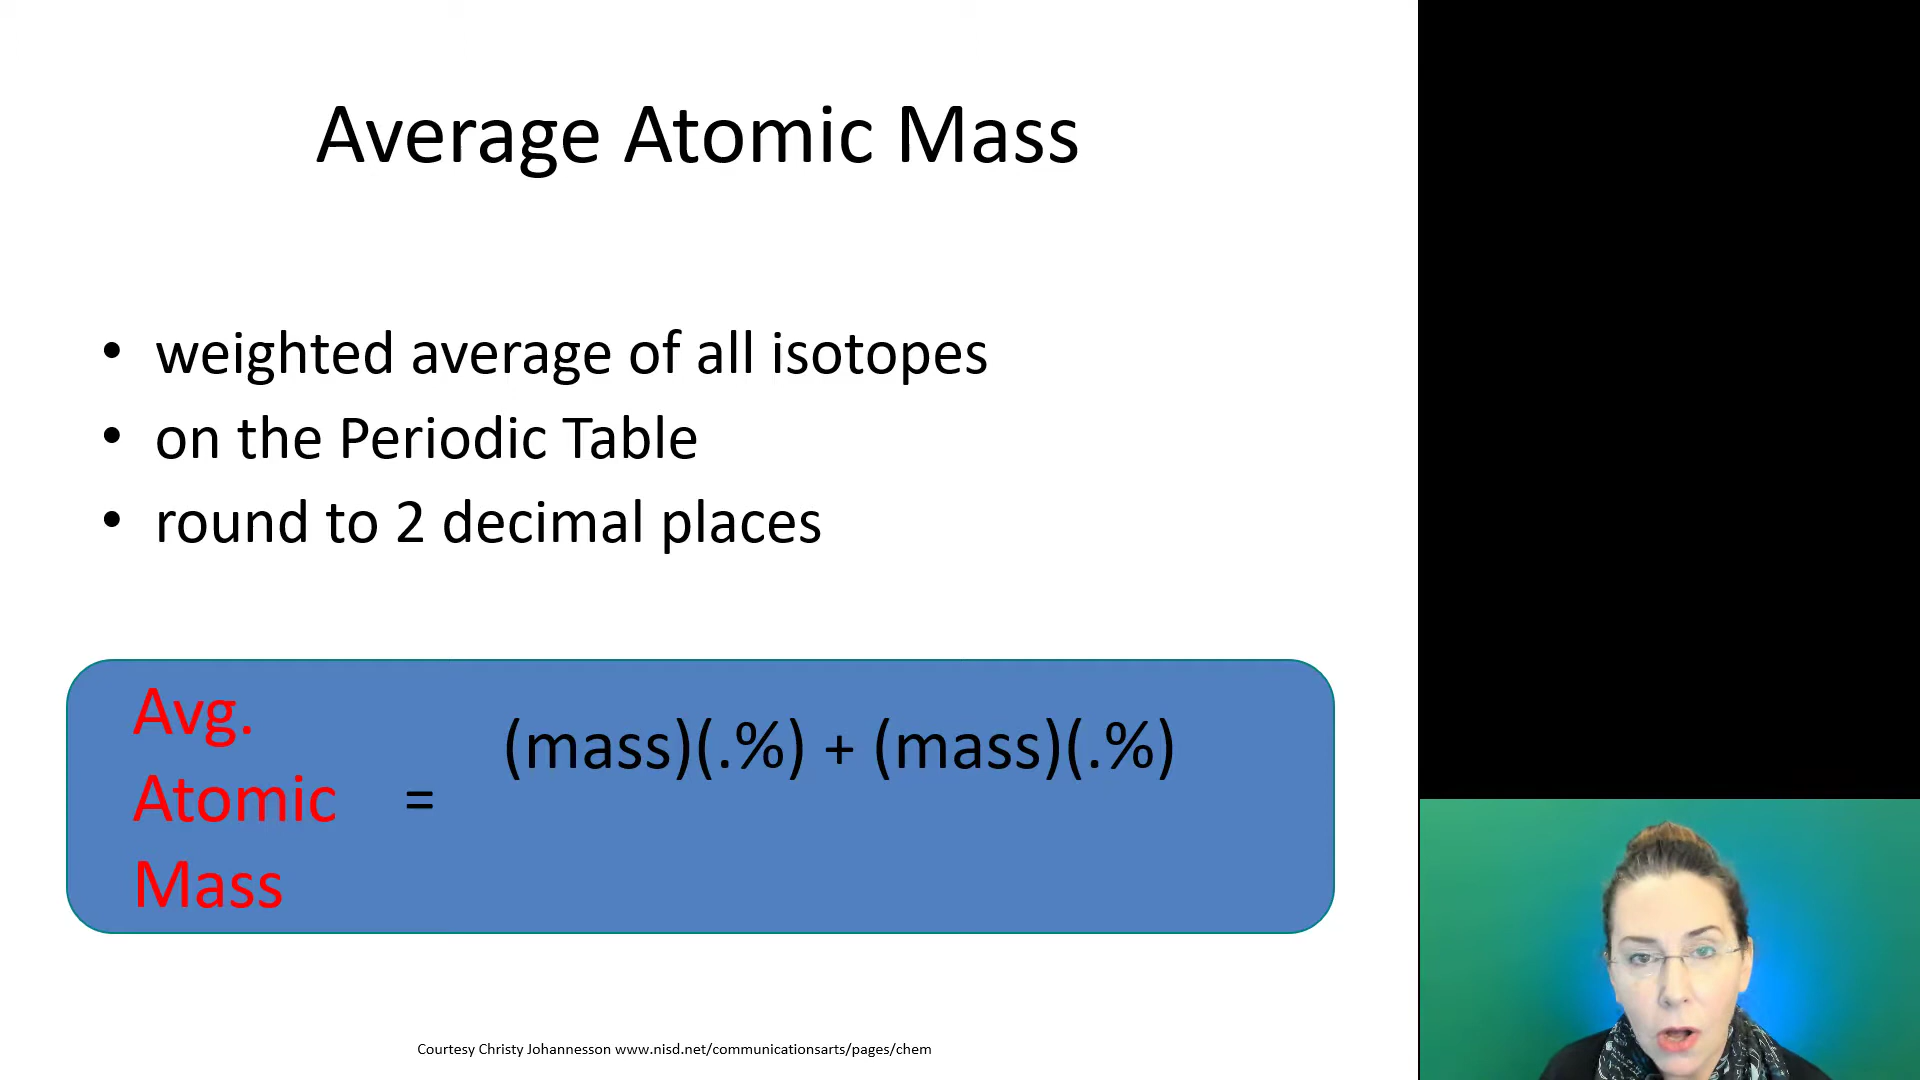 Average Atomic Mass
• weighted average of all isotopes
• on the Periodic Table
• round to 2 decimal places
Avg.
Atomic
Mass
=
(mass)(.%) + (mass)(.%)
Courtesy Christy Johannesson www.nisd.net/communicationsarts/pages/chem